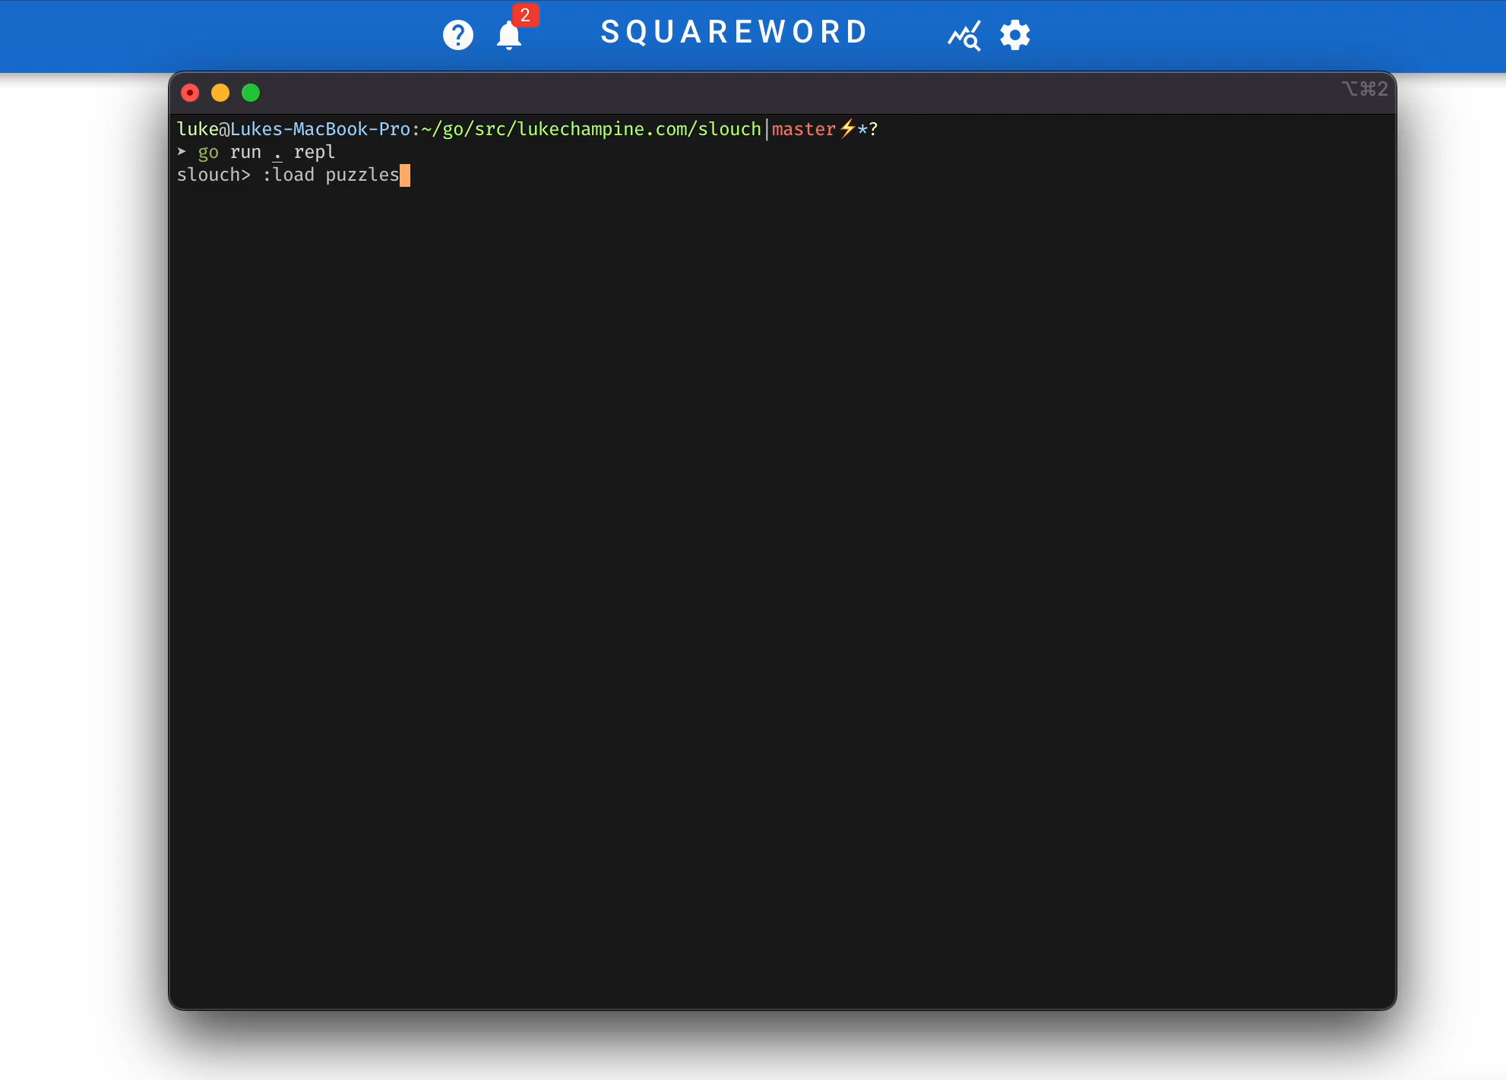 2
SQUAREWORD
⌥⌘2
luke@Lukes-MacBook-Pro:~/go/src/lukechampine.com/slouch|master⚡*?
➤ go run . repl
slouch> :load puzzles